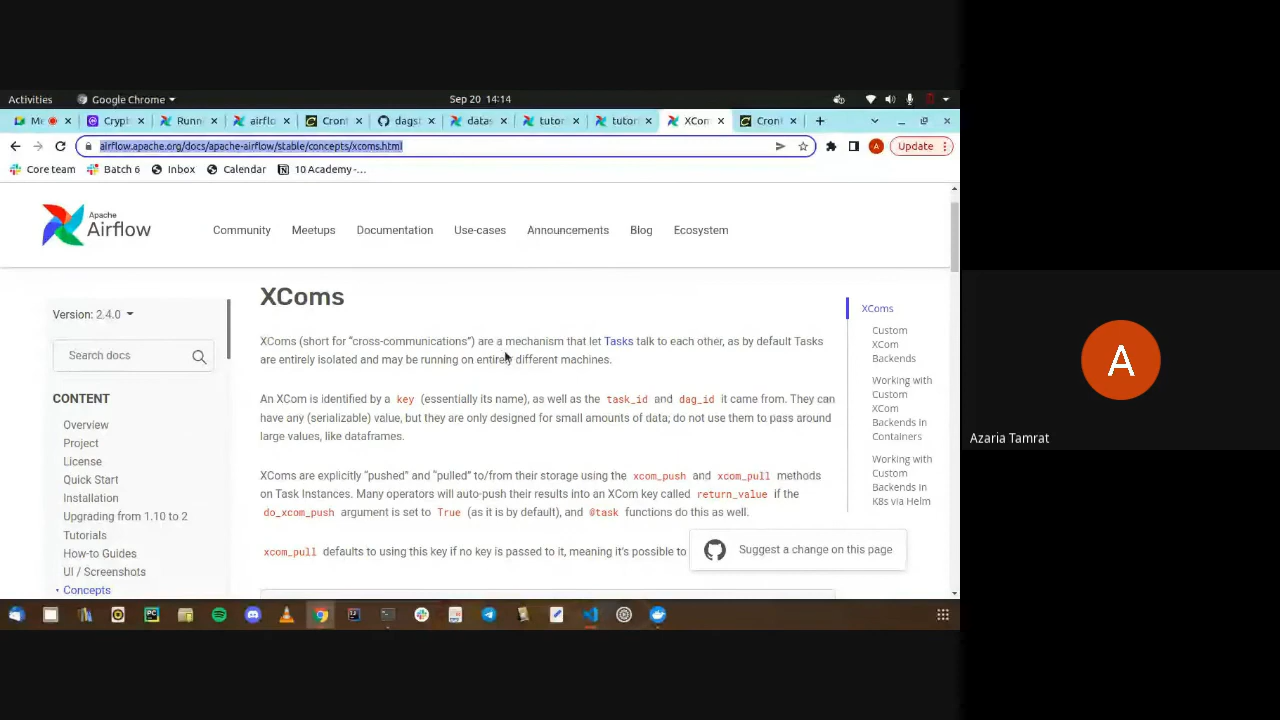 Activities
Google Chrome
Sep 20 14:14
Me
Crypt
Runn
airflo
Cront
dagst
datas
tutor
tutori
XCom
Cront
airflow.apache.org/docs/apache-airflow/stable/concepts/xcoms.html
A
Update
Core team
Batch 6
Inbox
Calendar
10 Academy -...
Apache
Airflow
Community
Meetups
Documentation
Use-cases
Announcements
Blog
Ecosystem
Version: 2.4.0
Search docs
CONTENT
Overview
Project
License
Quick Start
Installation
Upgrading from 1.10 to 2
Tutorials
How-to Guides
UI / Screenshots
Concepts
XComs
XComs (short for “cross-communications”) are a mechanism that let Tasks talk to each other, as by default Tasks
are entirely isolated and may be running on entirely different machines.
An XCom is identified by a key (essentially its name), as well as the task_id and dag_id it came from. They can
have any (serializable) value, but they are only designed for small amounts of data; do not use them to pass around
large values, like dataframes.
XComs are explicitly “pushed” and “pulled” to/from their storage using the xcom_push and xcom_pull methods
on Task Instances. Many operators will auto-push their results into an XCom key called return_value if the
do_xcom_push argument is set to True (as it is by default), and @task functions do this as well.
xcom_pull defaults to using this key if no key is passed to it, meaning it's possible to
Suggest a change on this page
XComs
Custom
XCom
Backends
Working with
Custom
XCom
Backends in
Containers
Working with
Custom
Backends in
K8s via Helm
A
Azaria Tamrat